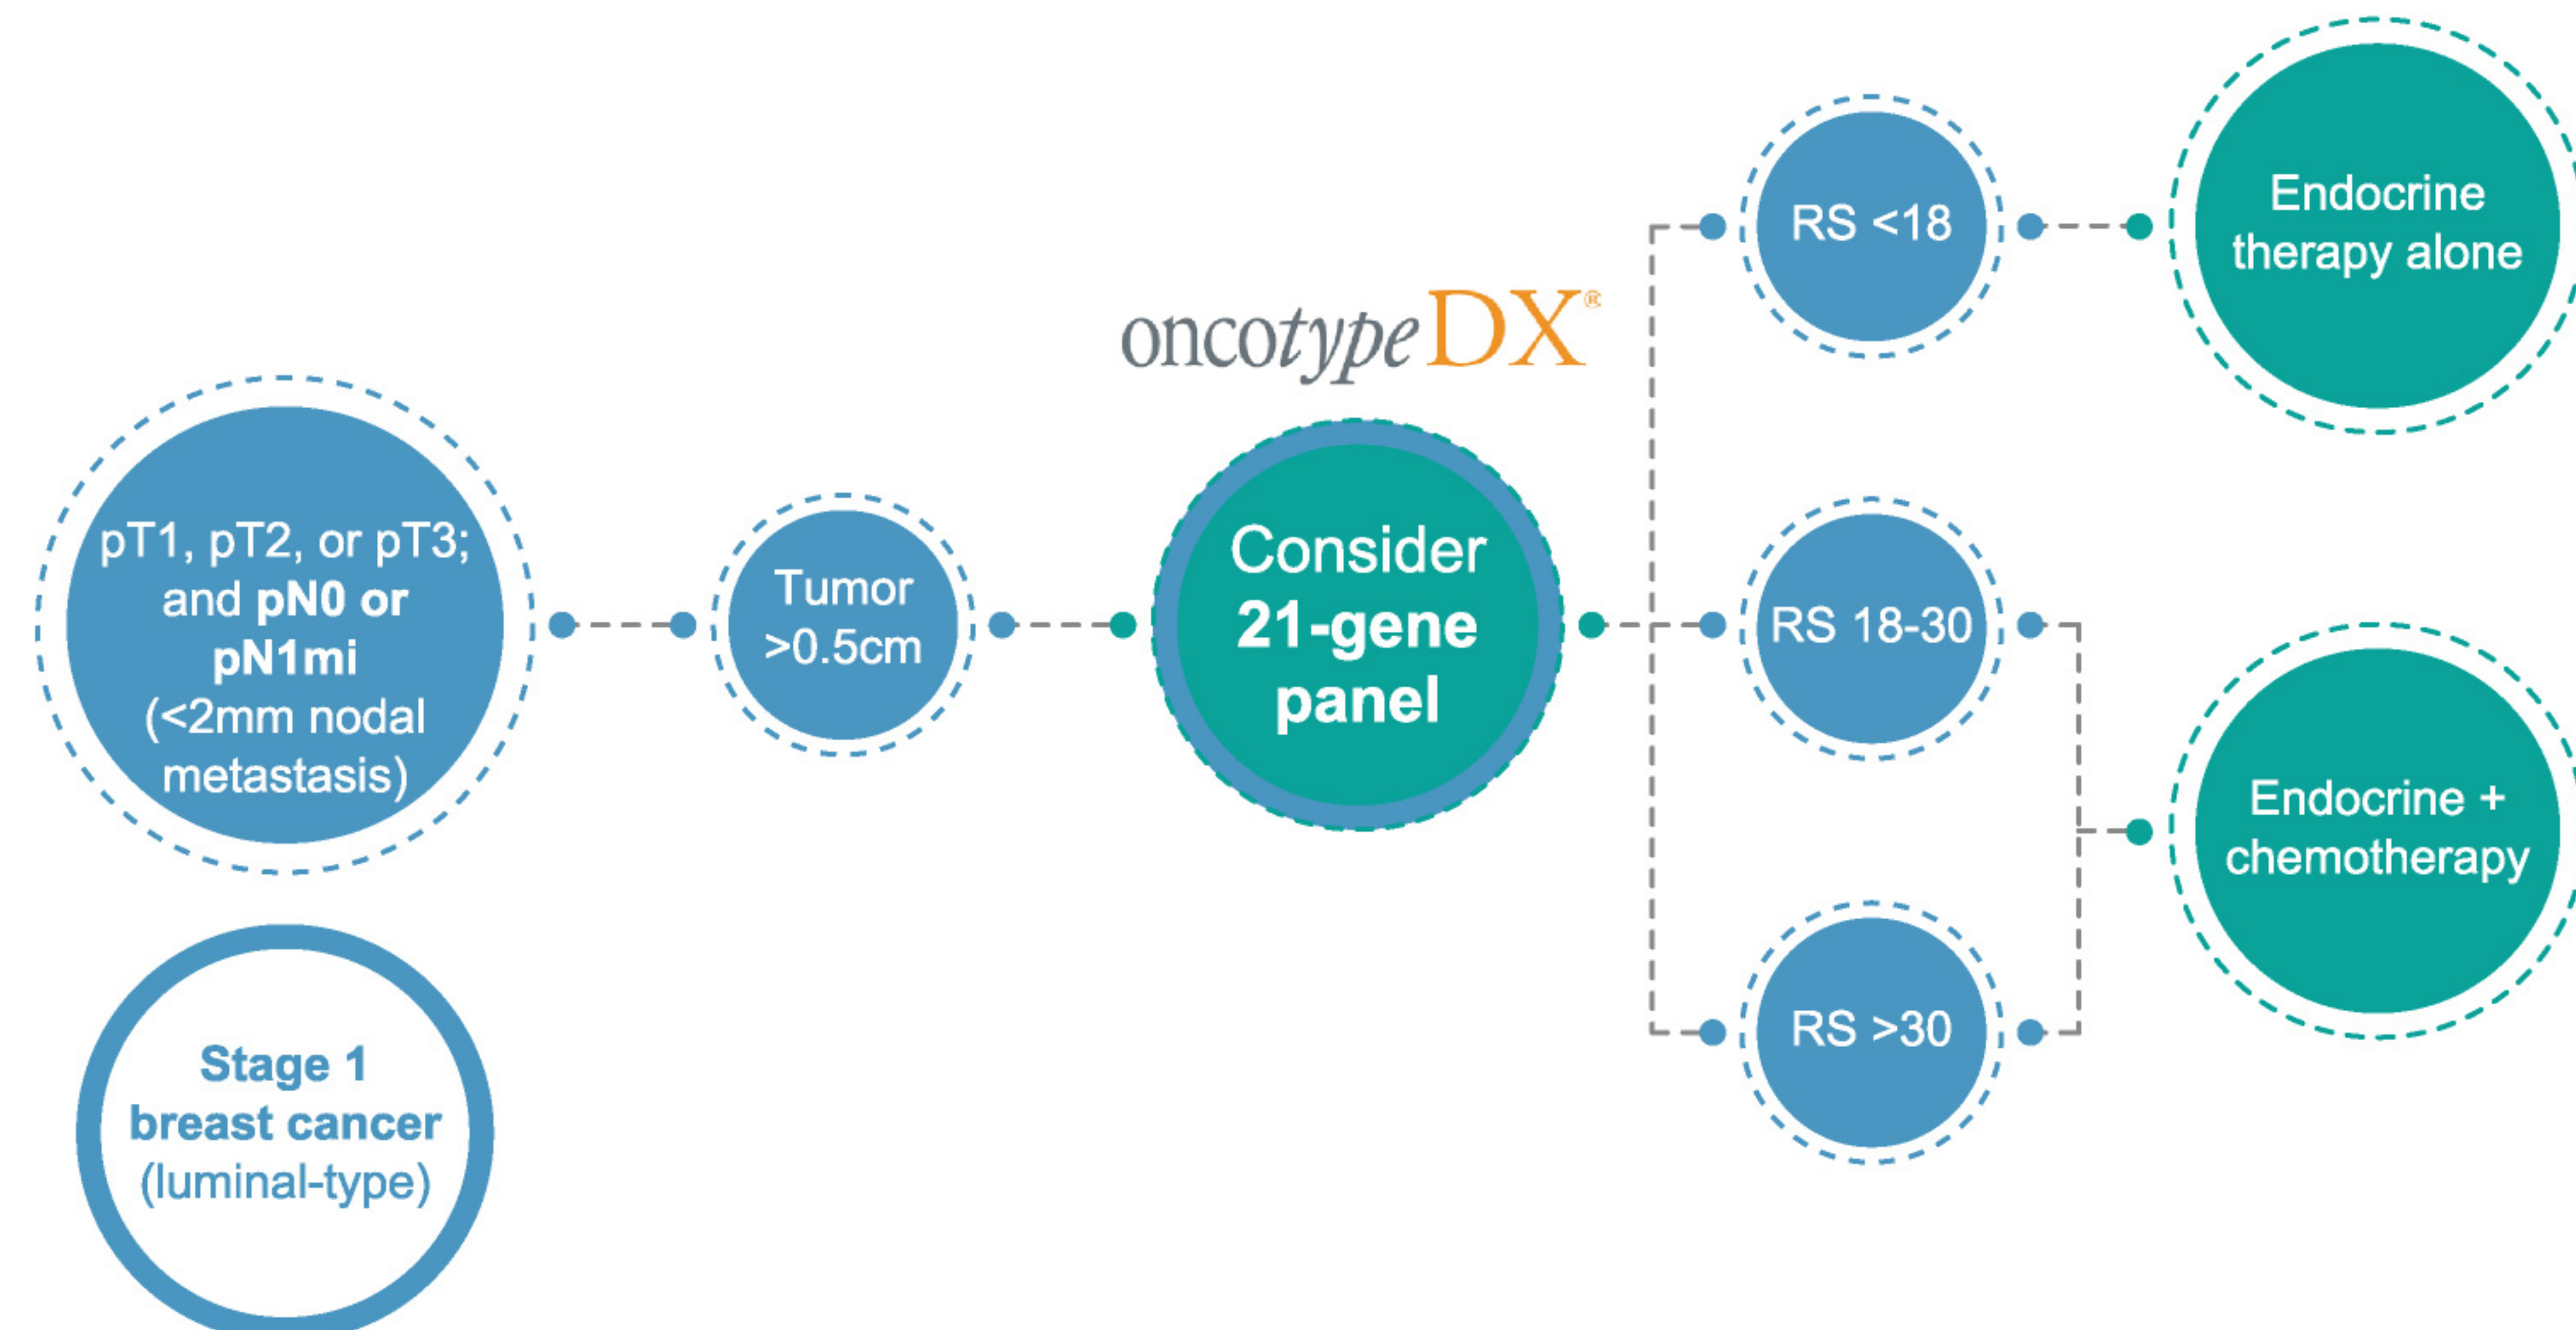 pT1, pT2, or pT3;
and pN0 or
pN1mi
(<2mm nodal
metastasis)
Stage 1
breast cancer
(luminal-type)
Tumor
>0.5cm
oncotypeDX®
Consider
21-gene
panel
RS <18
RS 18-30
RS >30
Endocrine
therapy alone
Endocrine +
chemotherapy